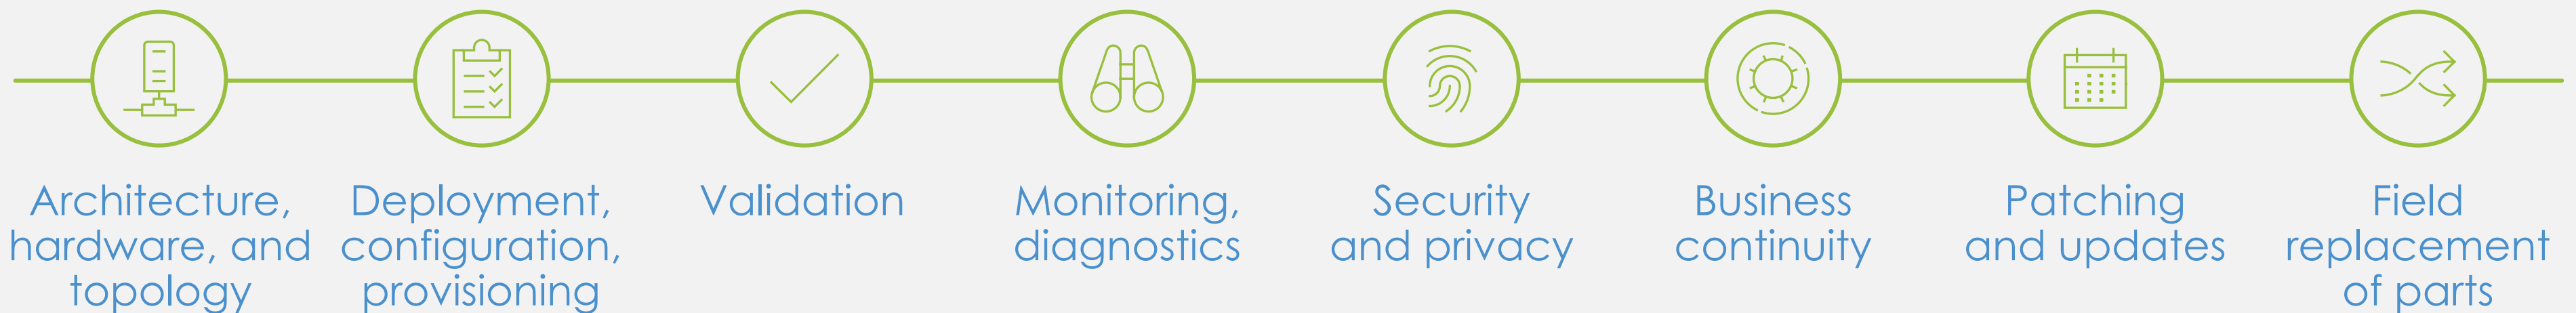 Architecture,
hardware, and
topology
Deployment,
configuration,
provisioning
Validation
Monitoring,
diagnostics
Security
and privacy
Business
continuity
Patching
and updates
Field
replacement
of parts